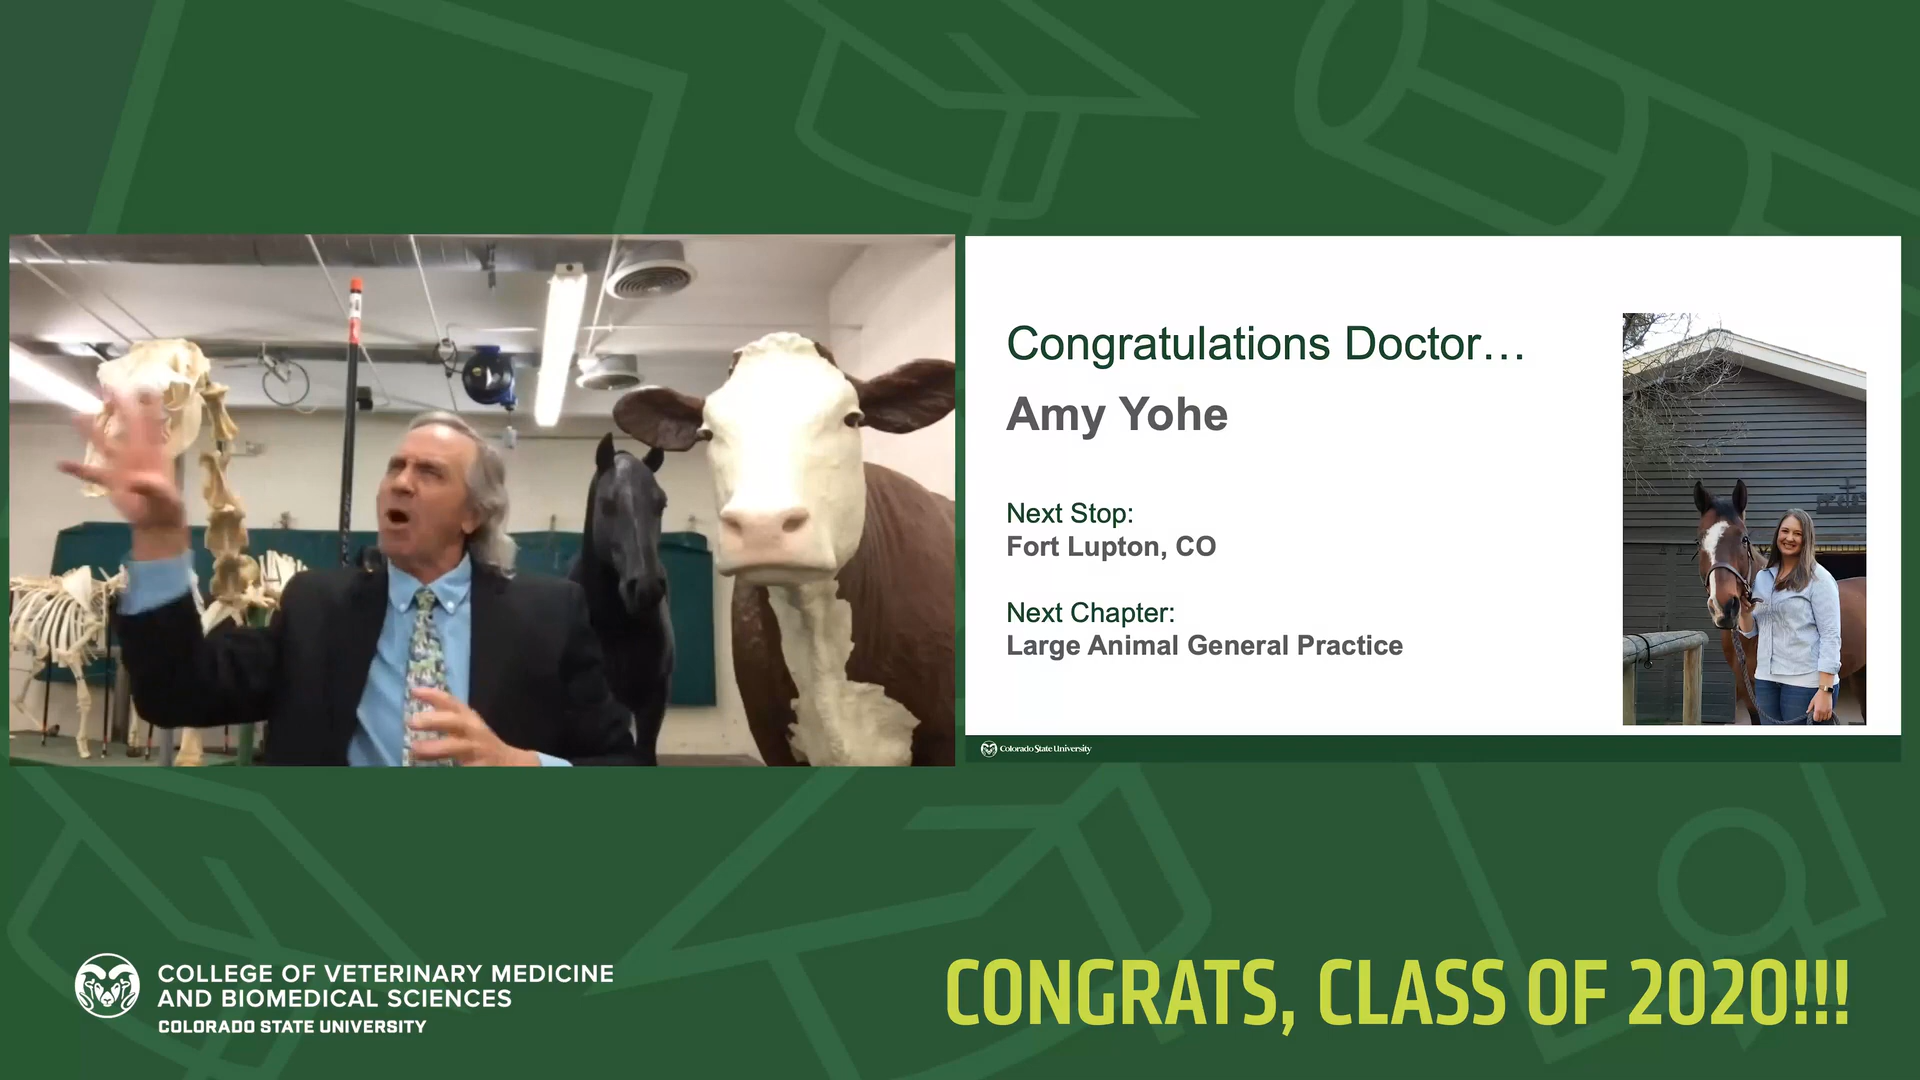 Congratulations Doctor…
Amy Yohe
Next Stop:
Fort Lupton, CO
Next Chapter:
Large Animal General Practice
Colorado State University
COLLEGE OF VETERINARY MEDICINE
AND BIOMEDICAL SCIENCES
COLORADO STATE UNIVERSITY
CONGRATS, CLASS OF 2020!!!